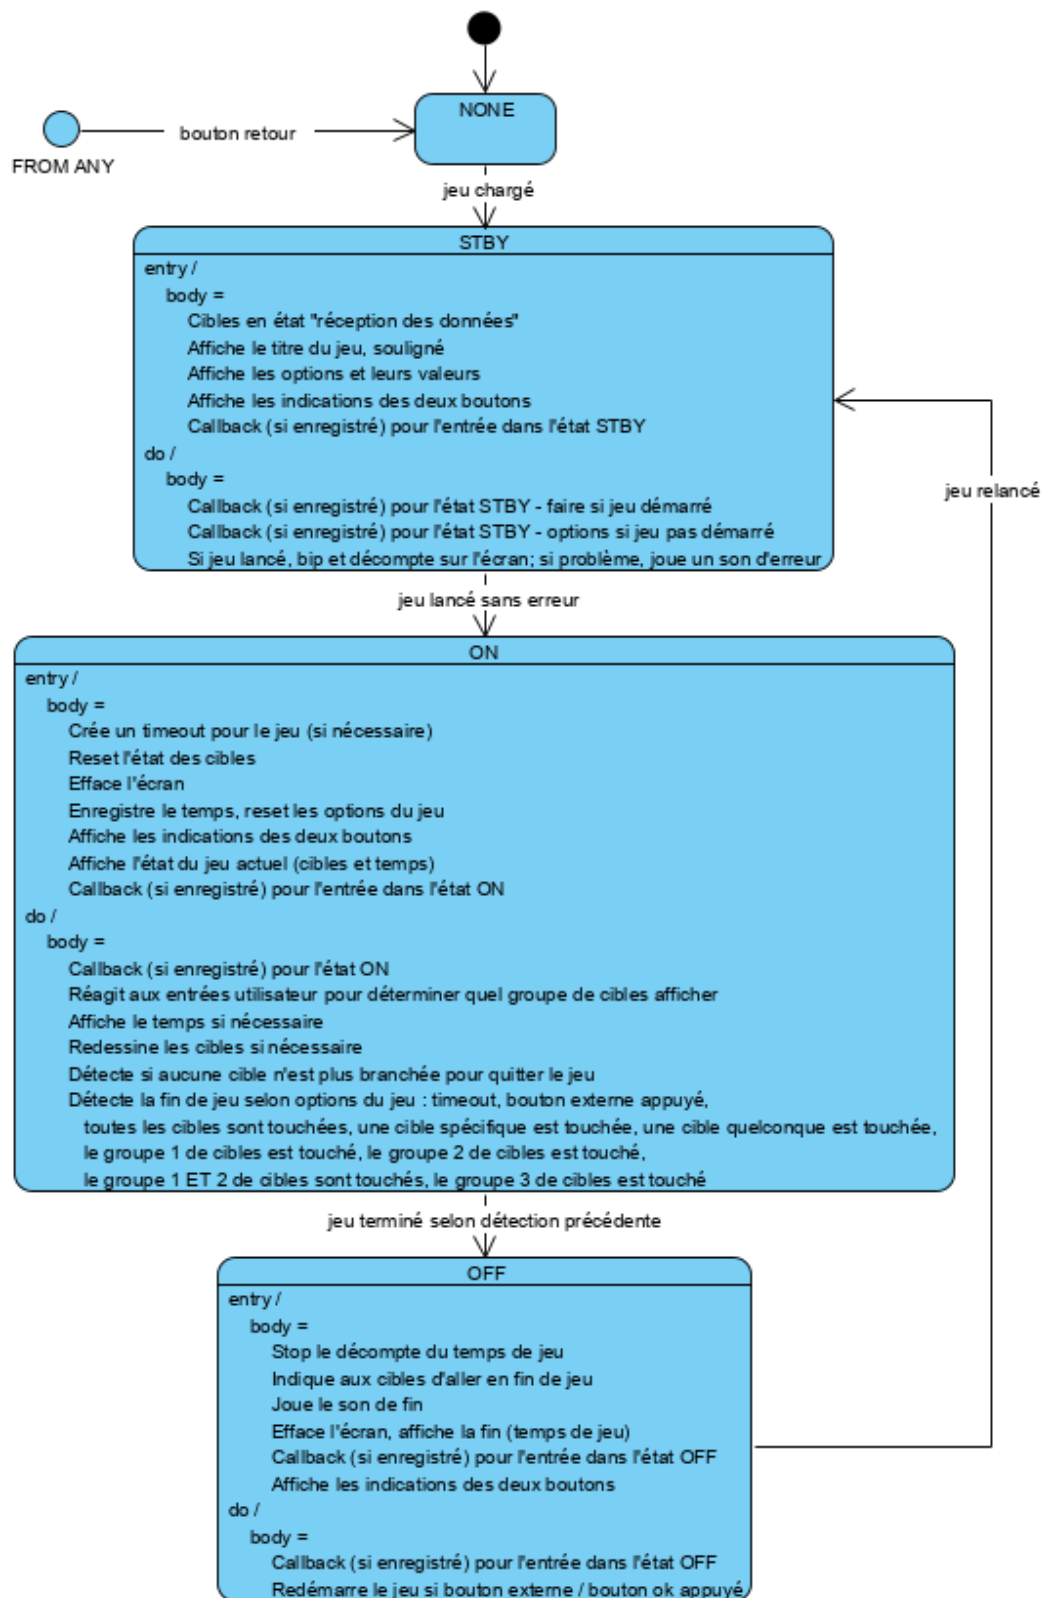 NONE
bouton retour
FROM ANY
jeu chargé
STBY
entry /
body =
Cibles en état "réception des données"
Affiche le titre du jeu, souligné
Affiche les options et leurs valeurs
Affiche les indications des deux boutons
Callback (si enregistré) pour l'entrée dans l'état STBY
do /
body =
Callback (si enregistré) pour l'état STBY - faire si jeu démarré
Callback (si enregistré) pour l'état STBY - options si jeu pas démarré
Si jeu lancé, bip et décompte sur l'écran; si problème, joue un son d'erreur
jeu relancé
jeu lancé sans erreur
ON
entry /
body =
Crée un timeout pour le jeu (si nécessaire)
Reset l'état des cibles
Efface l'écran
Enregistre le temps, reset les options du jeu
Affiche les indications des deux boutons
Affiche l'état du jeu actuel (cibles et temps)
Callback (si enregistré) pour l'entrée dans l'état ON
do /
body =
Callback (si enregistré) pour l'état ON
Réagit aux entrées utilisateur pour déterminer quel groupe de cibles afficher
Affiche le temps si nécessaire
Redessine les cibles si nécessaire
Détecte si aucune cible n'est plus branchée pour quitter le jeu
Détecte la fin de jeu selon options du jeu : timeout, bouton externe appuyé,
toutes les cibles sont touchées, une cible spécifique est touchée, une cible quelconque est touchée,
le groupe 1 de cibles est touché, le groupe 2 de cibles est touché,
le groupe 1 ET 2 de cibles sont touchés, le groupe 3 de cibles est touché
jeu terminé selon détection précédente
OFF
entry /
body =
Stop le décompte du temps de jeu
Indique aux cibles d'aller en fin de jeu
Joue le son de fin
Efface l'écran, affiche la fin (temps de jeu)
Callback (si enregistré) pour l'entrée dans l'état OFF
Affiche les indications des deux boutons
do /
body =
Callback (si enregistré) pour l'entrée dans l'état OFF
Redémarre le jeu si bouton externe / bouton ok appuyé